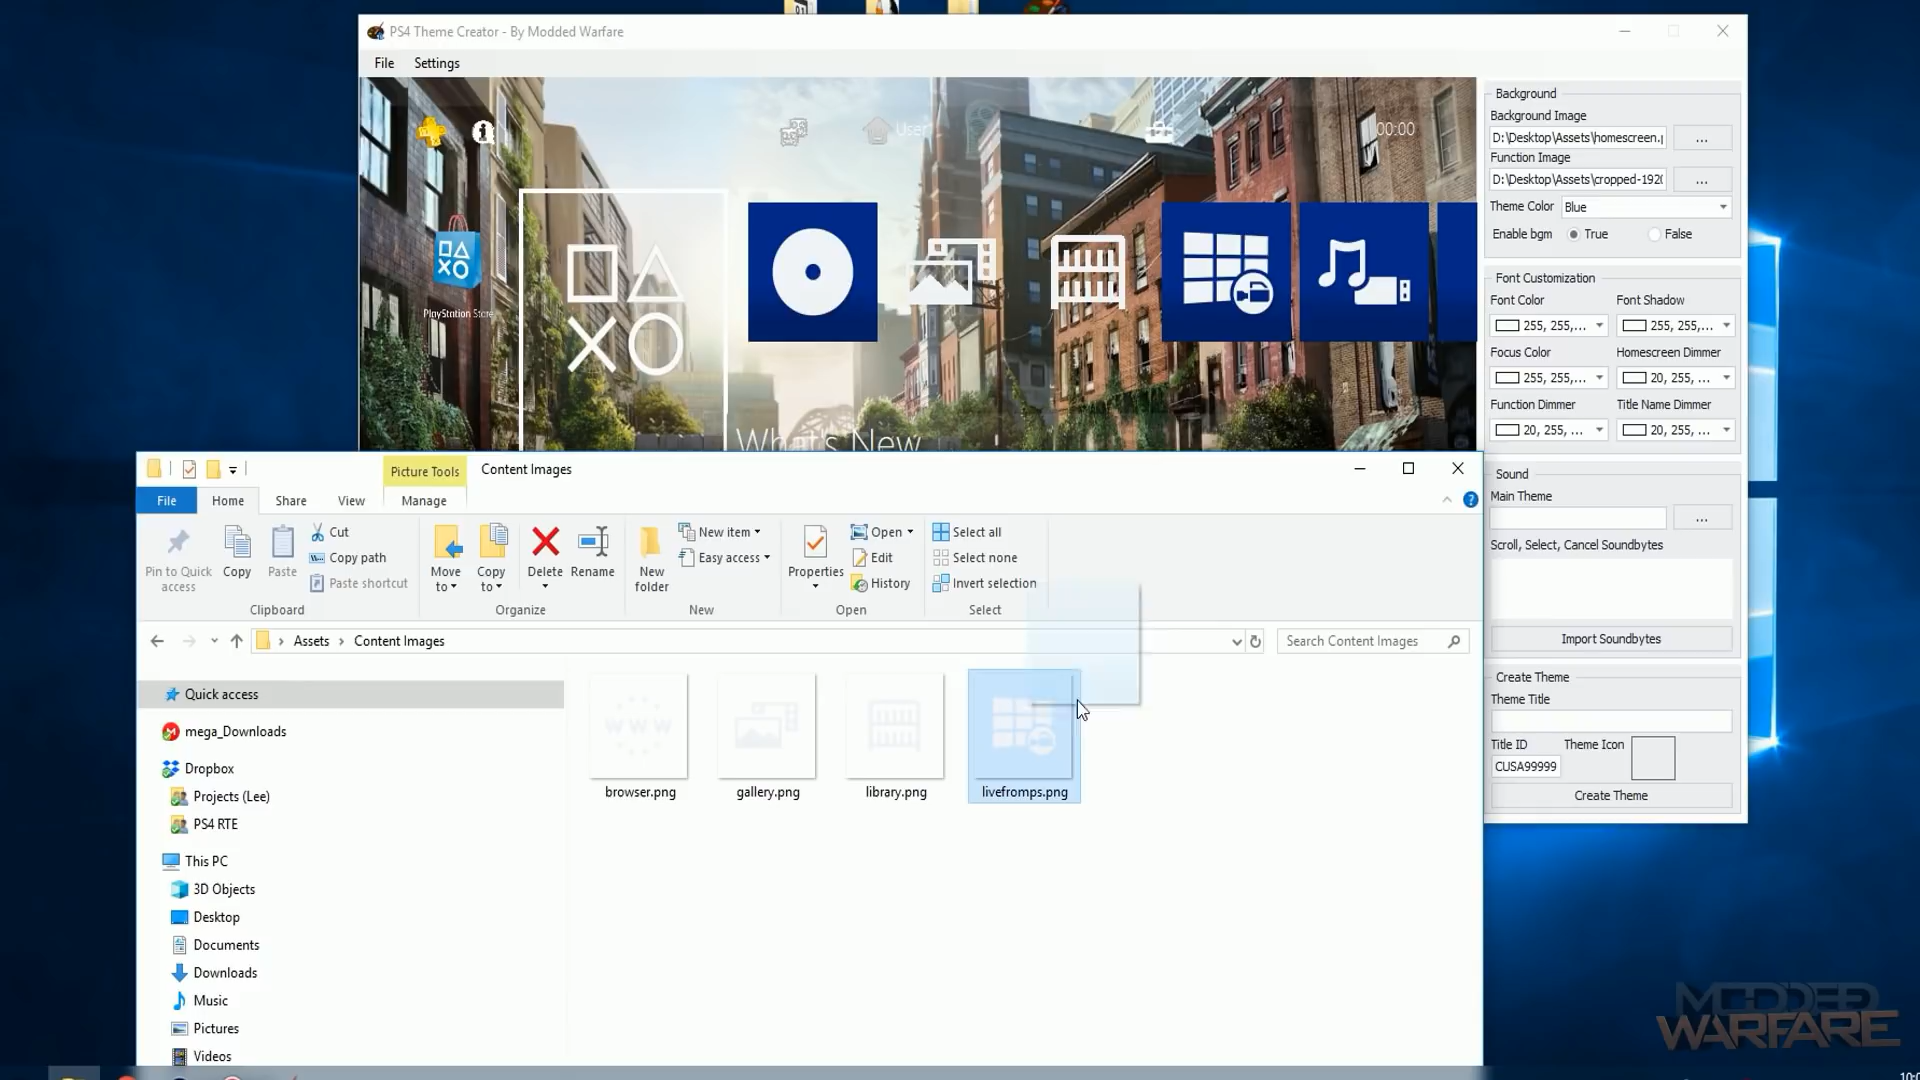 PS4 Theme Creator - By Modded Warfare
File Settings
User
00:00
PlayStation Store
What's New
Background
Background Image
D:\Desktop\Assets\homescreen.p
...
Function Image
D:\Desktop\Assets\cropped-192(
...
Theme Color Blue
Enable bgm True False
Font Customization
Font Color Font Shadow
255, 255,... 255, 255,...
Focus Color Homescreen Dimmer
255, 255,... 20, 255, ...
Function Dimmer Title Name Dimmer
20, 255, ... 20, 255, ...
Sound
Main Theme
...
Scroll, Select, Cancel Soundbytes
Import Soundbytes
Create Theme
Theme Title
Title ID Theme Icon
CUSA99999
Create Theme
Picture Tools Content Images
File Home Share View Manage
Pin to Quick access
Copy
Paste
Cut
Copy path
Paste shortcut
Clipboard
Move to
Copy to
Delete
Rename
Organize
New folder
New item
Easy access
New
Properties
Open
Edit
History
Open
Select all
Select none
Invert selection
Select
Assets > Content Images
Search Content Images
Quick access
mega_Downloads
Dropbox
Projects (Lee)
PS4 RTE
This PC
3D Objects
Desktop
Documents
Downloads
Music
Pictures
Videos
WWW
browser.png gallery.png library.png livefromps.png
MODDED
WARFARE